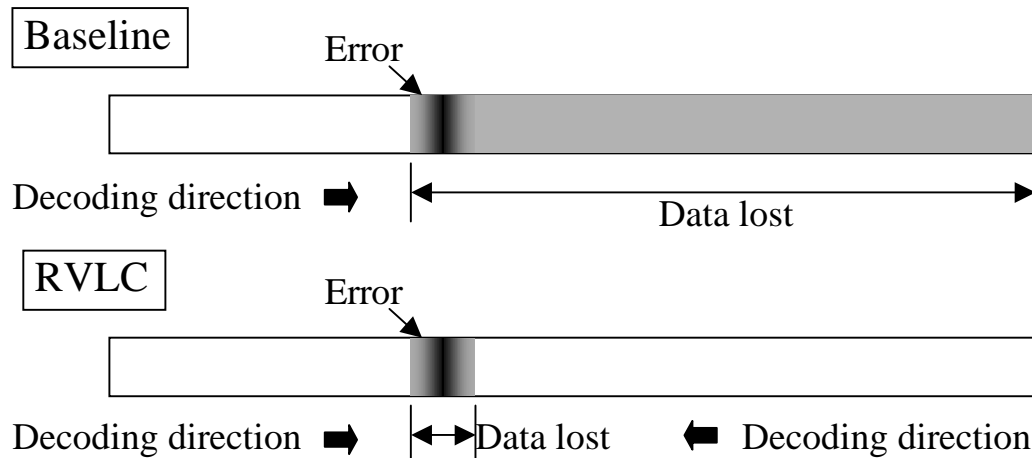 Baseline
Error
Decoding direction
Data lost
RVLC
Error
Decoding direction Data lost Decoding direction